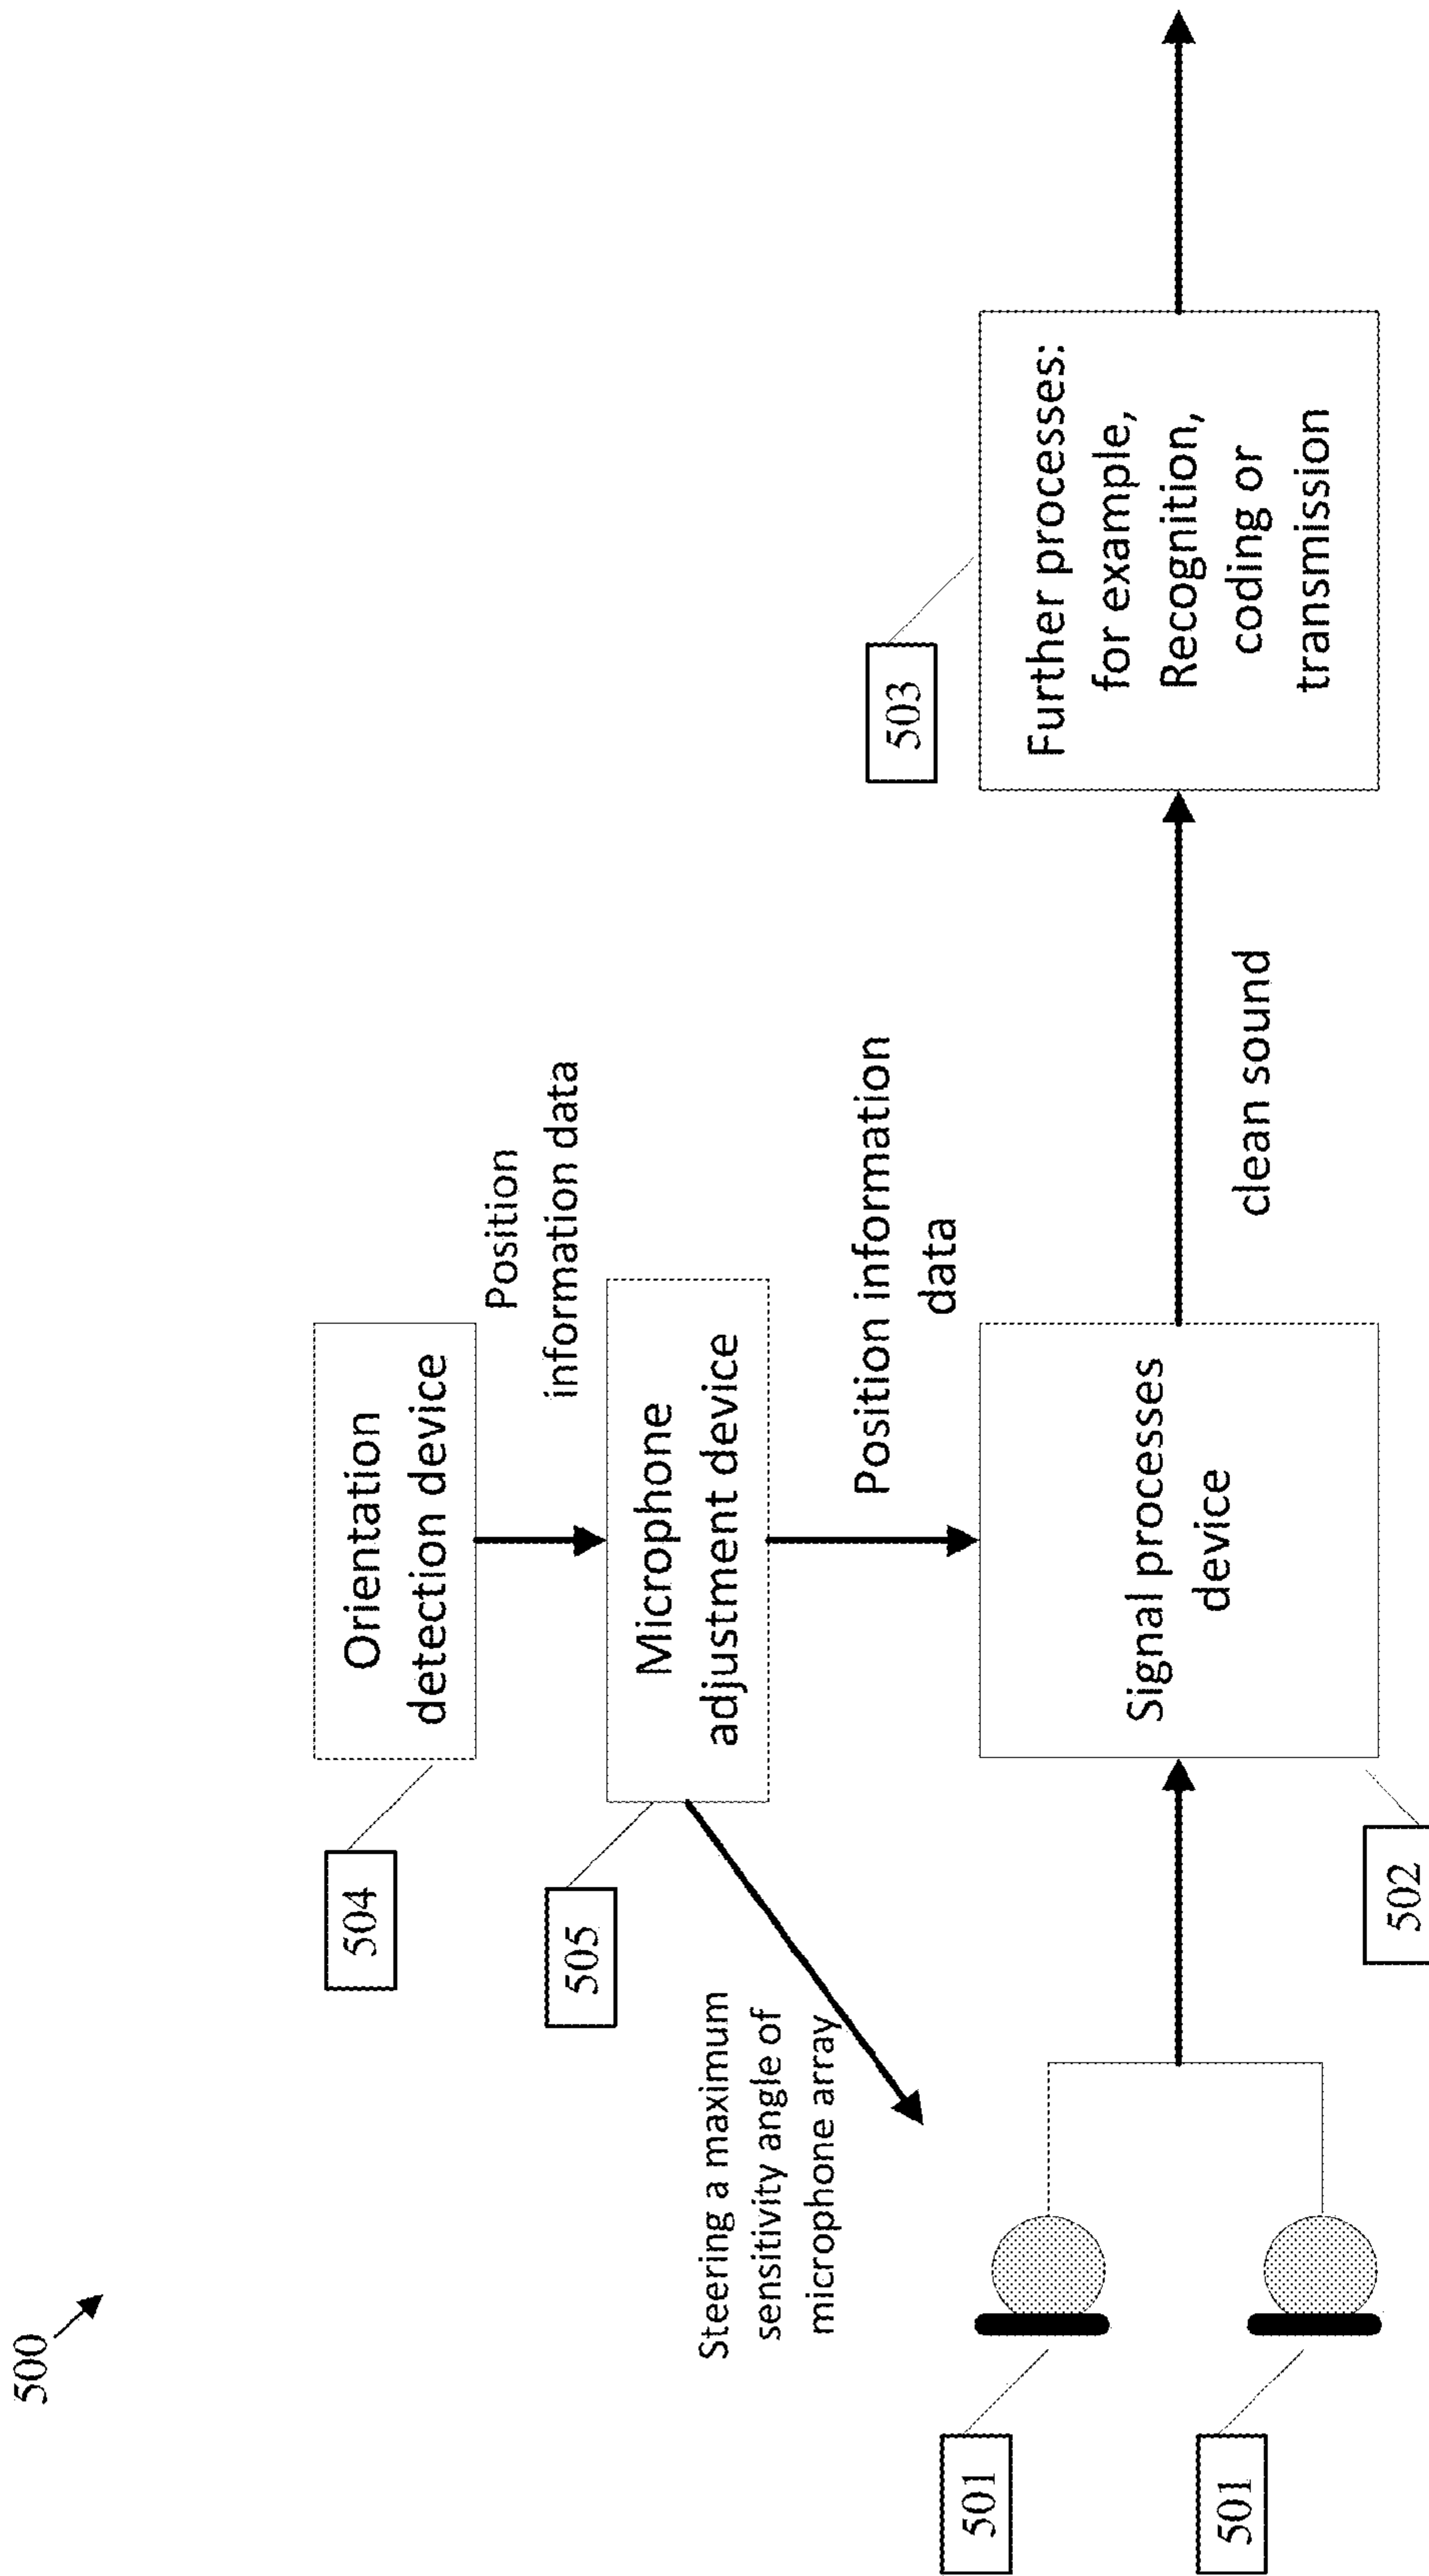 500
504
Orientation
detection device
Position
information data
505
Microphone
adjustment device
Steering a maximum
sensitivity angle of
microphone array
Position information
data
503
501
501
Signal processes
device
502
clean sound
Further processes:
for example,
Recognition,
coding or
transmission